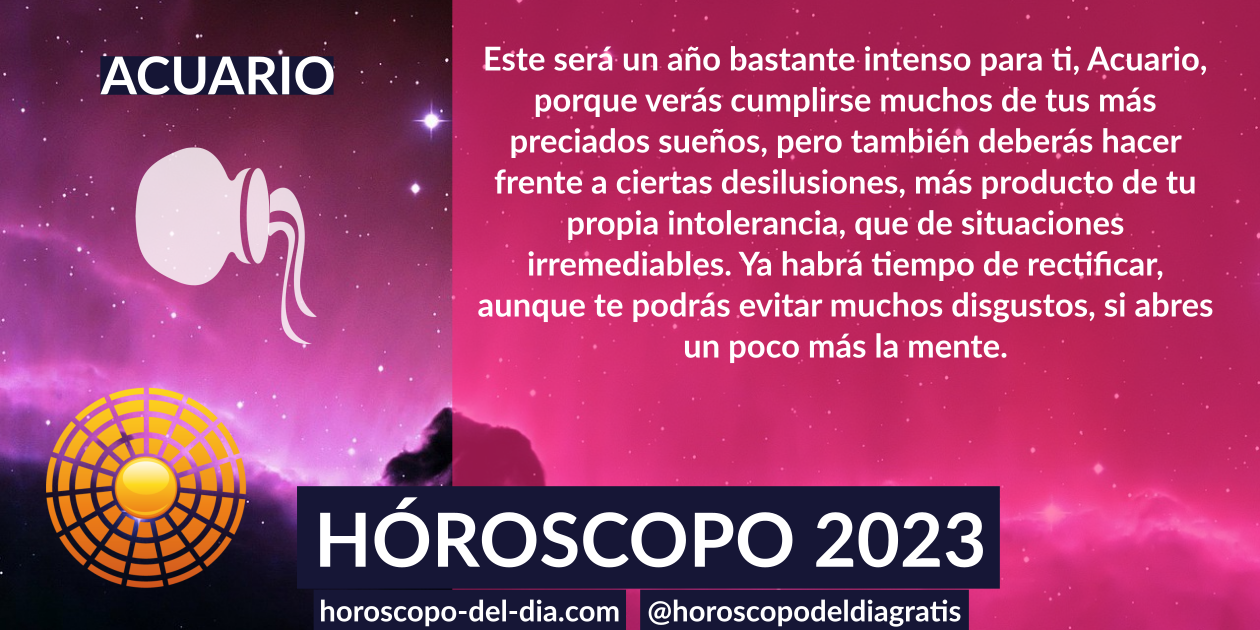 ACUARIO
Este será un año bastante intenso para ti, Acuario,
porque verás cumplirse muchos de tus más
preciados sueños, pero también deberás hacer
frente a ciertas desilusiones, más producto de tu
propia intolerancia, que de situaciones
irremediables. Ya habrá tiempo de rectificar,
aunque te podrás evitar muchos disgustos, si abres
un poco más la mente.
HÓROSCOPO 2023
horoscopo-del-dia.com
@horoscopodeldiagratis